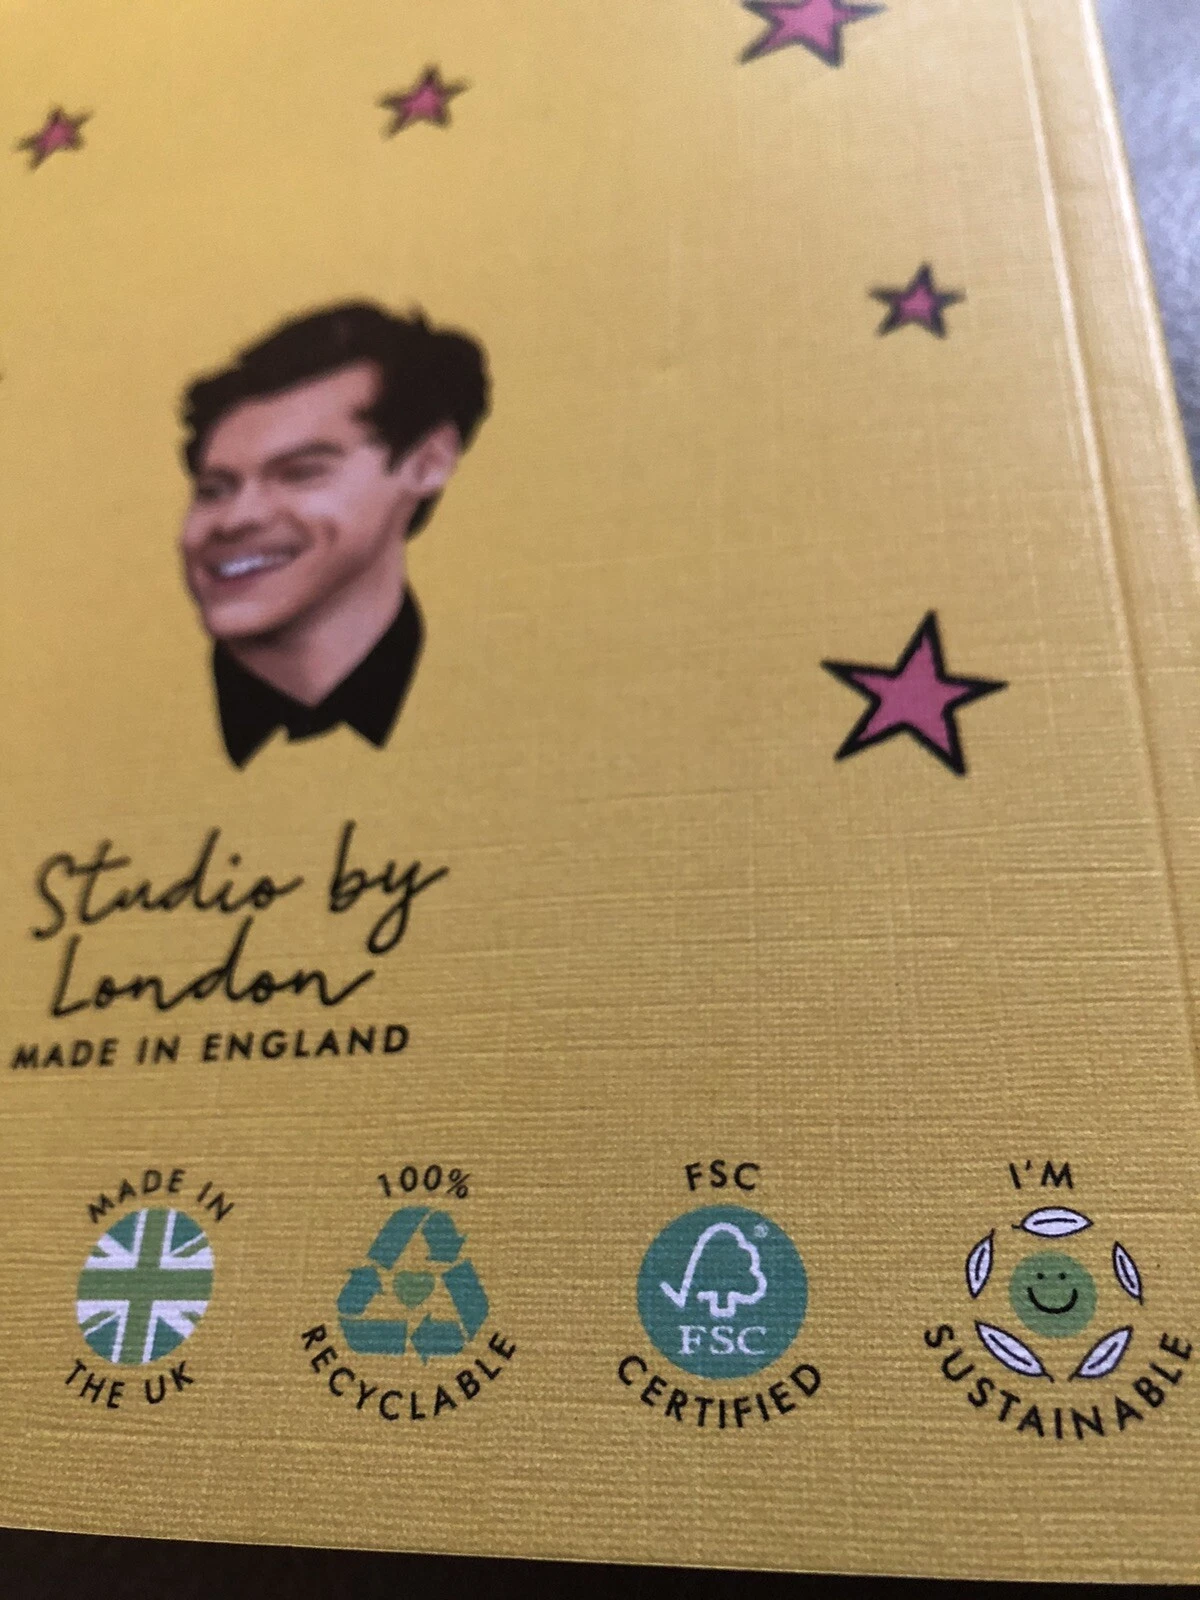 Studio by
London
MADE IN ENGLAND
MADE IN
THE UK
100%
RECYCLABLE
FSC
®
FSC
CERTIFIED
I'M
SUSTAINABLE